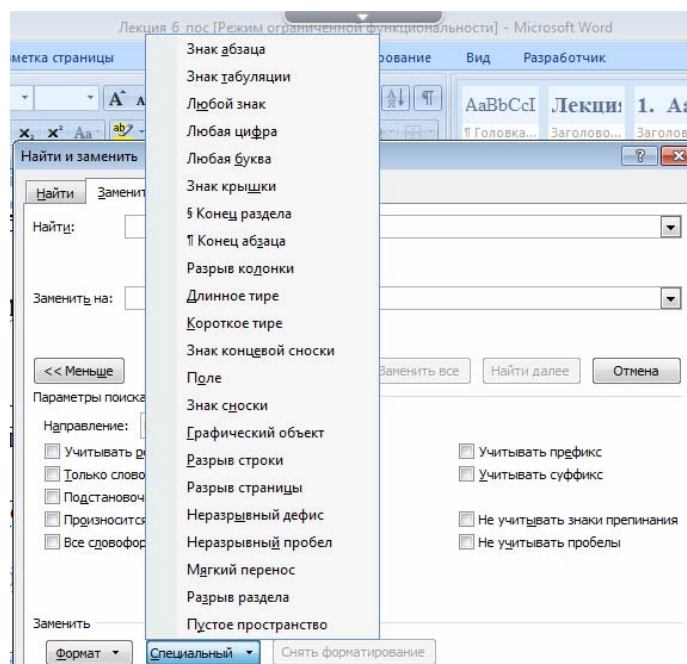 Лекция 6_пос [Режим ограниченной функциональности] - Microsoft Word
метка страницы
рование Вид Разработчик
AaBbCcI Лекция 1. Aa
¶ Головка... Заголово... Заголов
Найти и заменить
Найти Заменит
Найти:
Заменить на:
<< Меньше Заменить все Найти далее Отмена
Параметры поиска
Направление:
Учитывать
Только слово
Подстановоч
Произносится
Все словофор
Учитывать префикс
Учитывать суффикс
Не учитывать знаки препинания
Не учитывать пробелы
Заменить
Формат Специальный Снять форматирование
Знак абзаца
Знак табуляции
Любой знак
Любая цифра
Любая буква
Знак крышки
§ Конец раздела
¶ Конец абзаца
Разрыв колонки
Длинное тире
Короткое тире
Знак концевой сноски
Поле
Знак сноски
Графический объект
Разрыв строки
Разрыв страницы
Неразрывный дефис
Неразрывный пробел
Мягкий перенос
Разрыв раздела
Пустое пространство